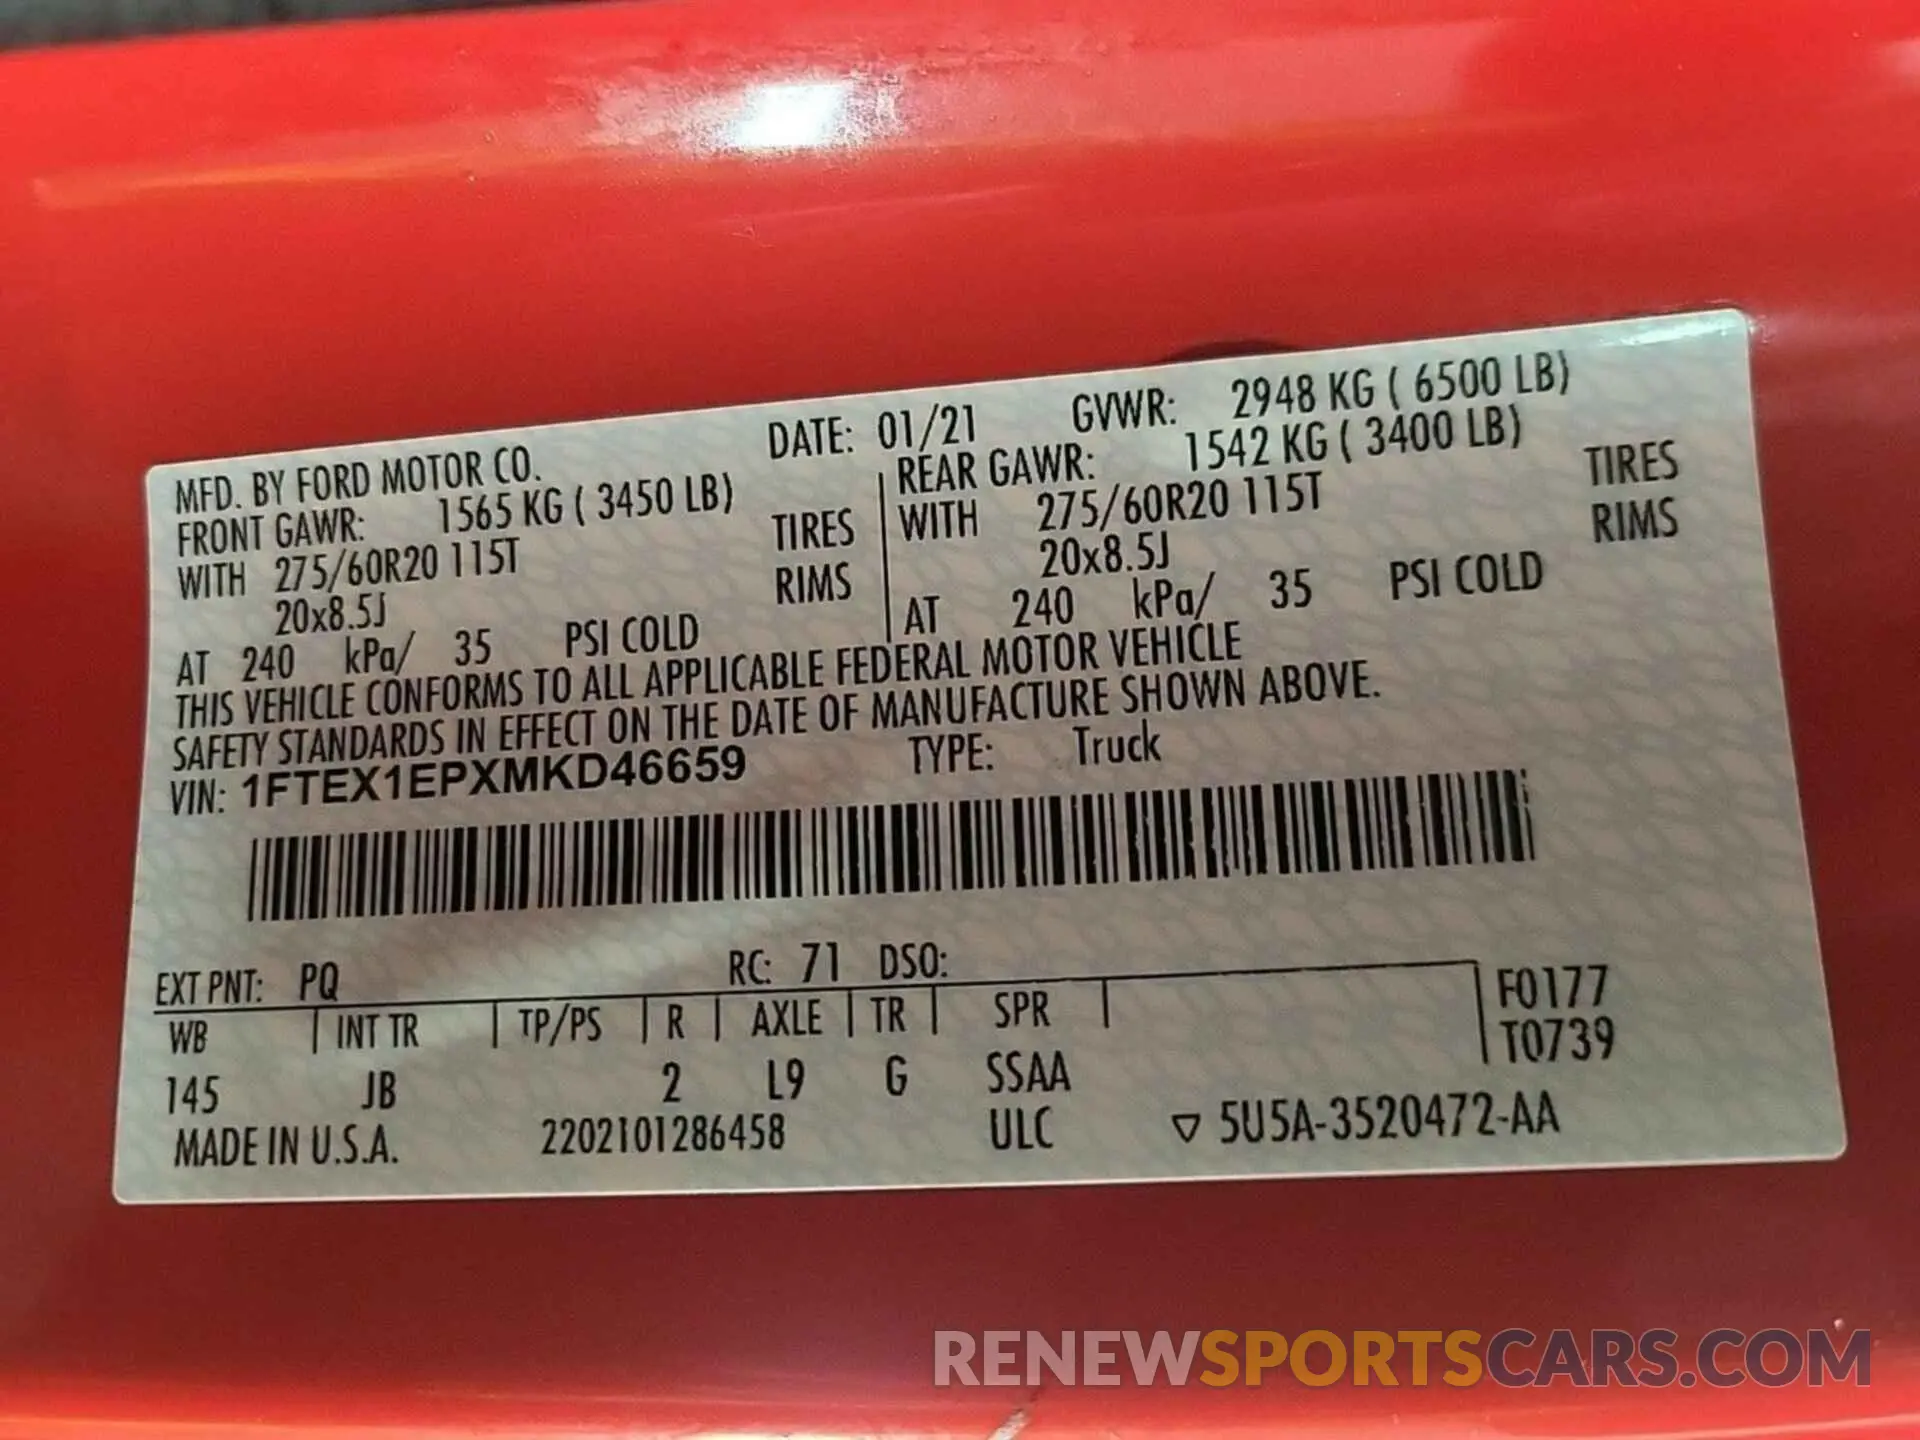 MFD. BY FORD MOTOR CO. DATE: 01/21 GVWR: 2948 KG ( 6500 LB)
FRONT GAWR: 1565 KG ( 3450 LB) REAR GAWR: 1542 KG ( 3400 LB)
WITH 275/60R20 115T TIRES WITH 275/60R20 115T TIRES
20x8.5J RIMS 20x8.5J RIMS
AT 240 kPa/ 35 PSI COLD AT 240 kPa/ 35 PSI COLD
THIS VEHICLE CONFORMS TO ALL APPLICABLE FEDERAL MOTOR VEHICLE
SAFETY STANDARDS IN EFFECT ON THE DATE OF MANUFACTURE SHOWN ABOVE.
VIN: 1FTEX1EPXMKD46659 TYPE: Truck
EXT PNT: PQ RC: 71 DSO:
WB INT TR TP/PS R AXLE TR SPR F0177
T0739
145 JB 2 L9 G SSAA
MADE IN U.S.A. 2202101286458 ULC 5U5A-3520472-AA
RENEWSPORTSCARS.COM